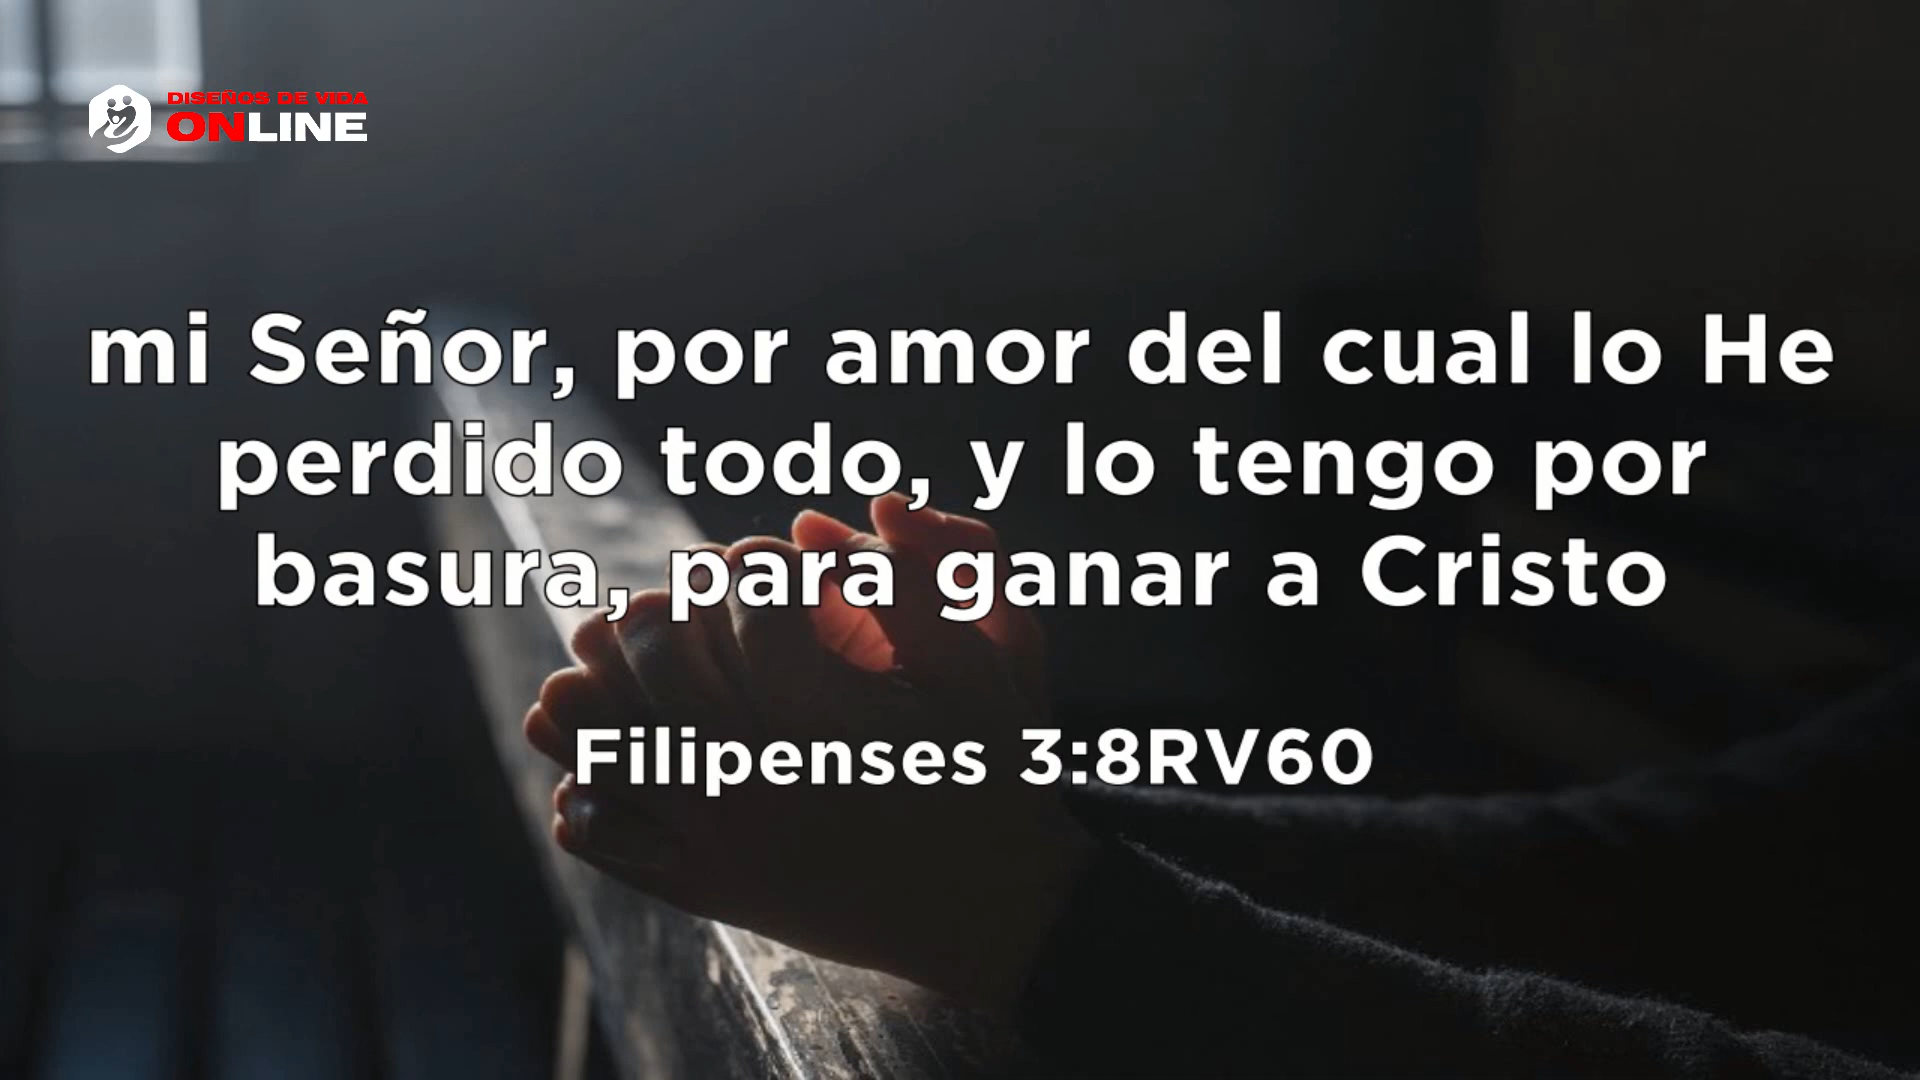 DISEÑOS DE VIDA
ONLINE
mi Señor, por amor del cual lo He
perdido todo, y lo tengo por
basura, para ganar a Cristo
Filipenses 3:8RV60